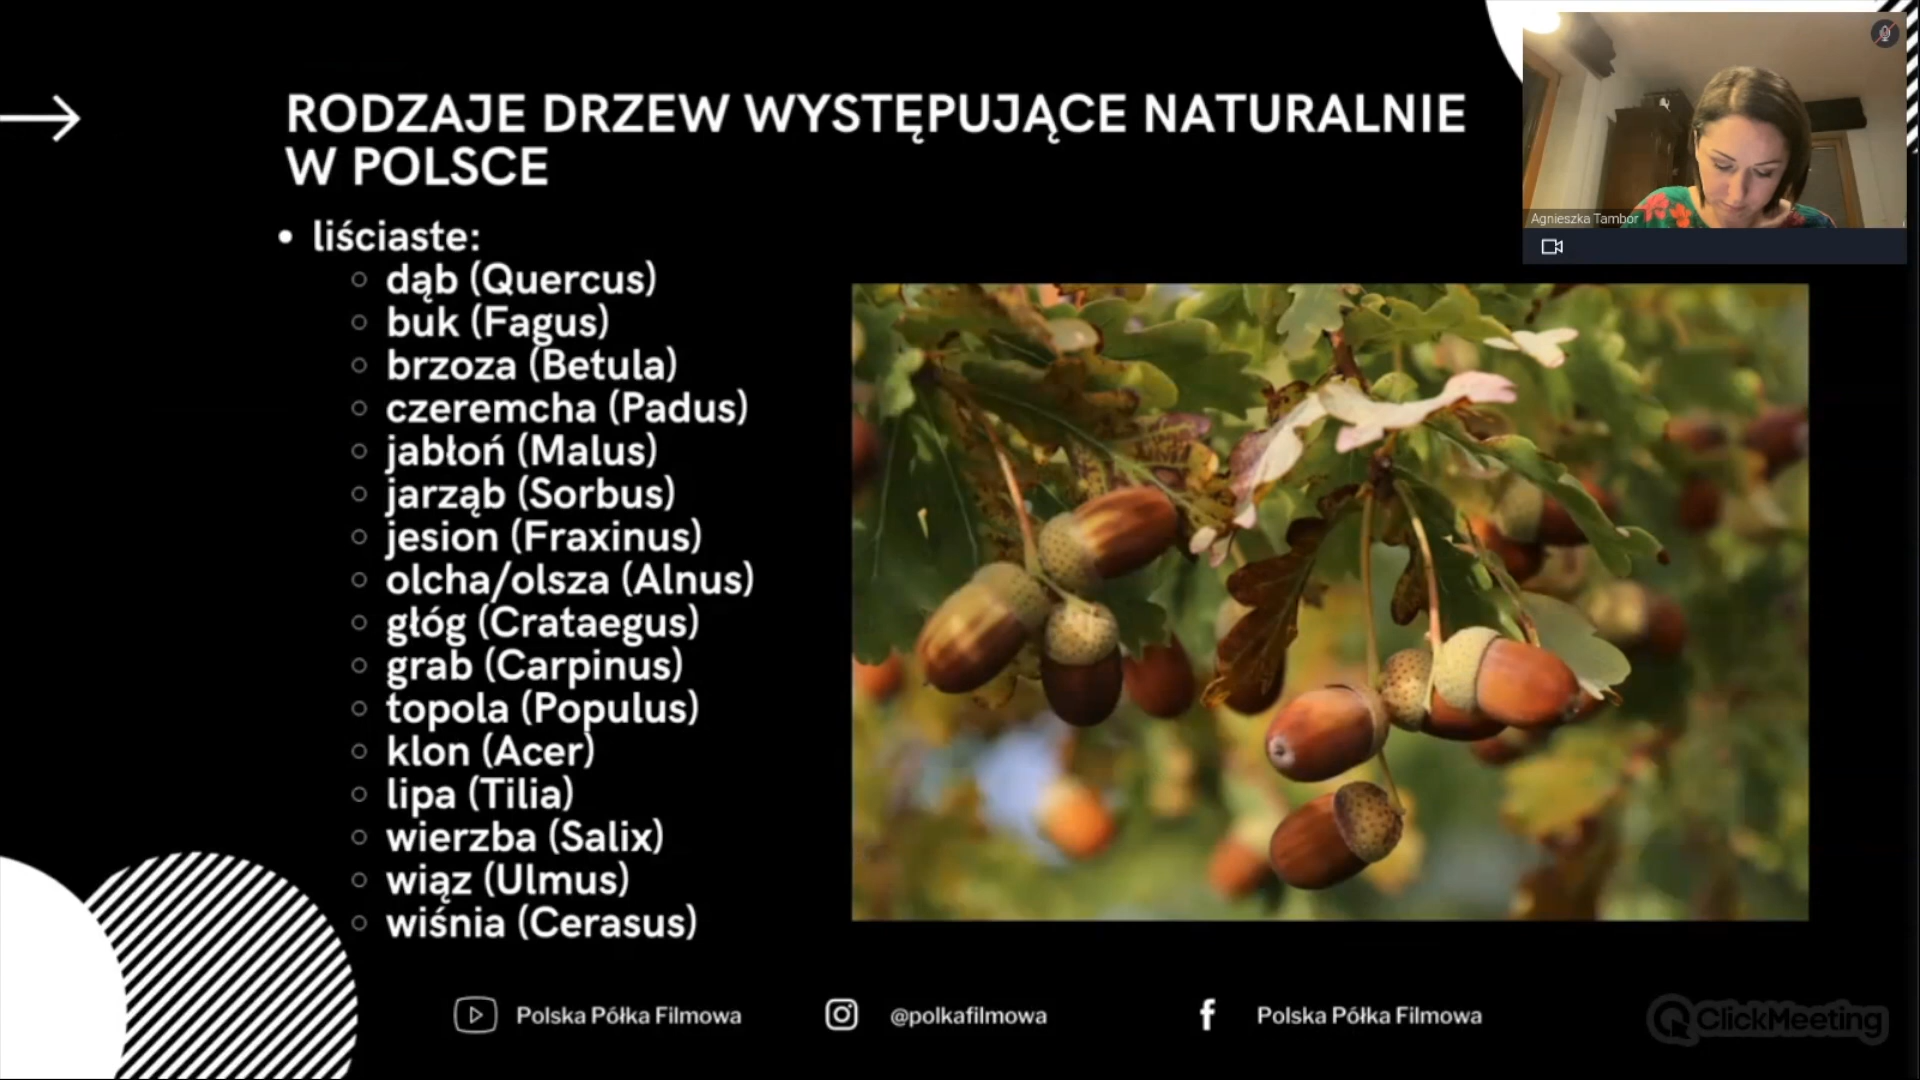 RODZAJE DRZEW WYSTĘPUJĄCE NATURALNIE
W POLSCE
Agnieszka Tambor
• liściaste:
○ dąb (Quercus)
○ buk (Fagus)
○ brzoza (Betula)
○ czeremcha (Padus)
○ jabłoń (Malus)
○ jarząb (Sorbus)
○ jesion (Fraxinus)
○ olcha/olsza (Alnus)
○ głóg (Crataegus)
○ grab (Carpinus)
○ topola (Populus)
○ klon (Acer)
○ lipa (Tilia)
○ wierzba (Salix)
○ wiąz (Ulmus)
○ wiśnia (Cerasus)
Polska Półka Filmowa
@polkafilmowa
Polska Półka Filmowa
ClickMeeting